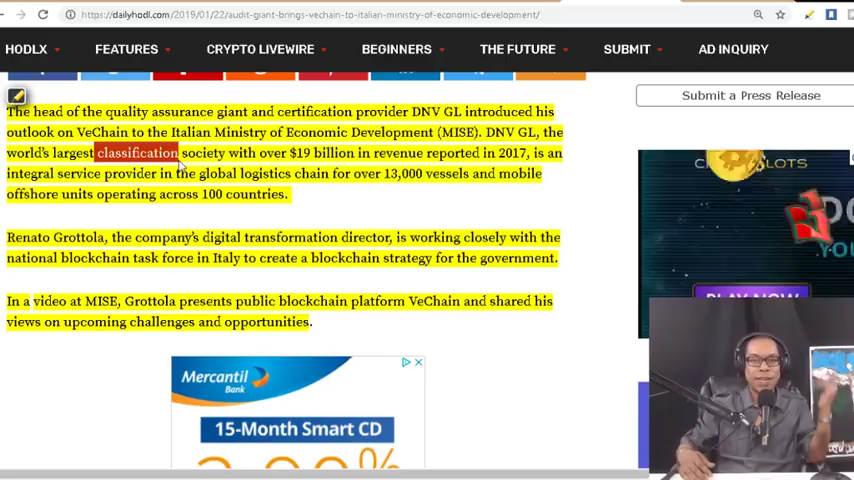 https://dailyhodl.com/2019/01/22/audit-giant-brings-vechain-to-italian-ministry-of-economic-development/
HODLX FEATURES CRYPTO LIVEWIRE BEGINNERS THE FUTURE SUBMIT AD INQUIRY
Submit a Press Release
The head of the quality assurance giant and certification provider DNV GL introduced his
outlook on VeChain to the Italian Ministry of Economic Development (MISE). DNV GL, the
world's largest classification society with over $19 billion in revenue reported in 2017, is an
integral service provider in the global logistics chain for over 13,000 vessels and mobile
offshore units operating across 100 countries.
Renato Grottola, the company's digital transformation director, is working closely with the
national blockchain task force in Italy to create a blockchain strategy for the government.
In a video at MISE, Grottola presents public blockchain platform VeChain and shared his
views on upcoming challenges and opportunities.
PLAY NOW
Mercantil
Bank
15-Month Smart CD